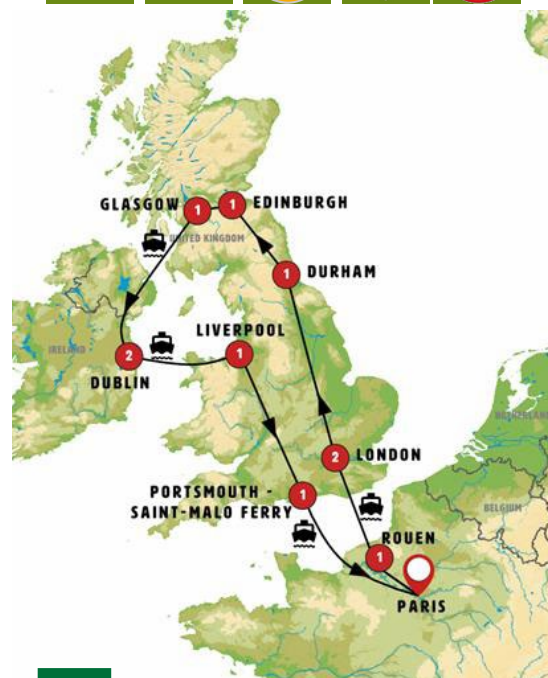 GLASGOW
1
1
EDINBURGH
UNITED KINGDOM
1
DURHAM
LIVERPOOL
1
IRELAND
2
DUBLIN
2
LONDON
PORTSMOUTH -
SAINT-MALO FERRY
1
BELGIUM
ROUEN
1
PARIS